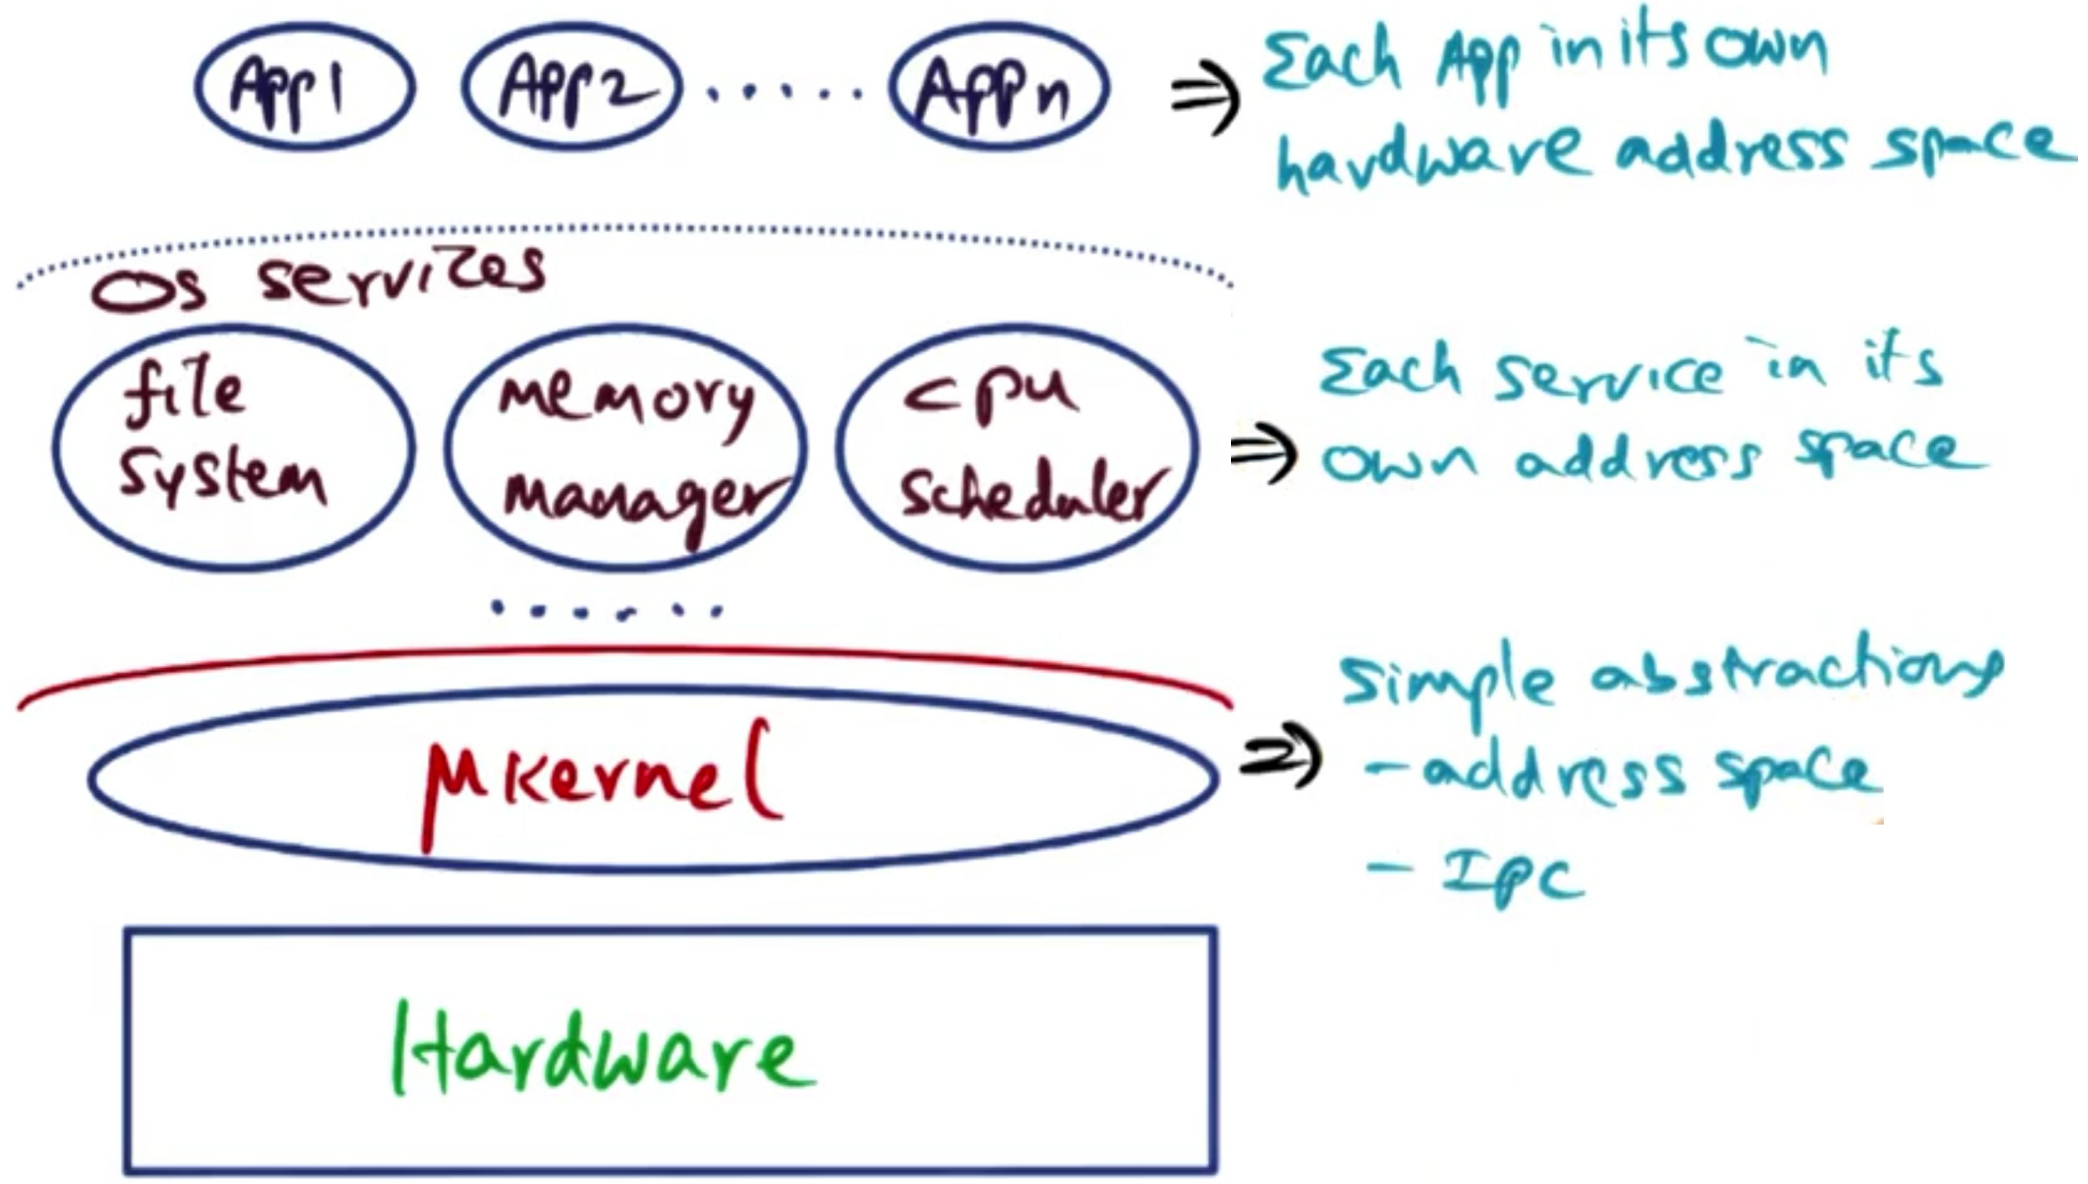 App1 App2 ...... Appn ⇒ Each App in its own
hardware address space
OS services
file
system
memory
manager
cpu
scheduler
⇒ Each service in its
own address space
......
μkernel
⇒ simple abstractions
- address space
- IPC
Hardware